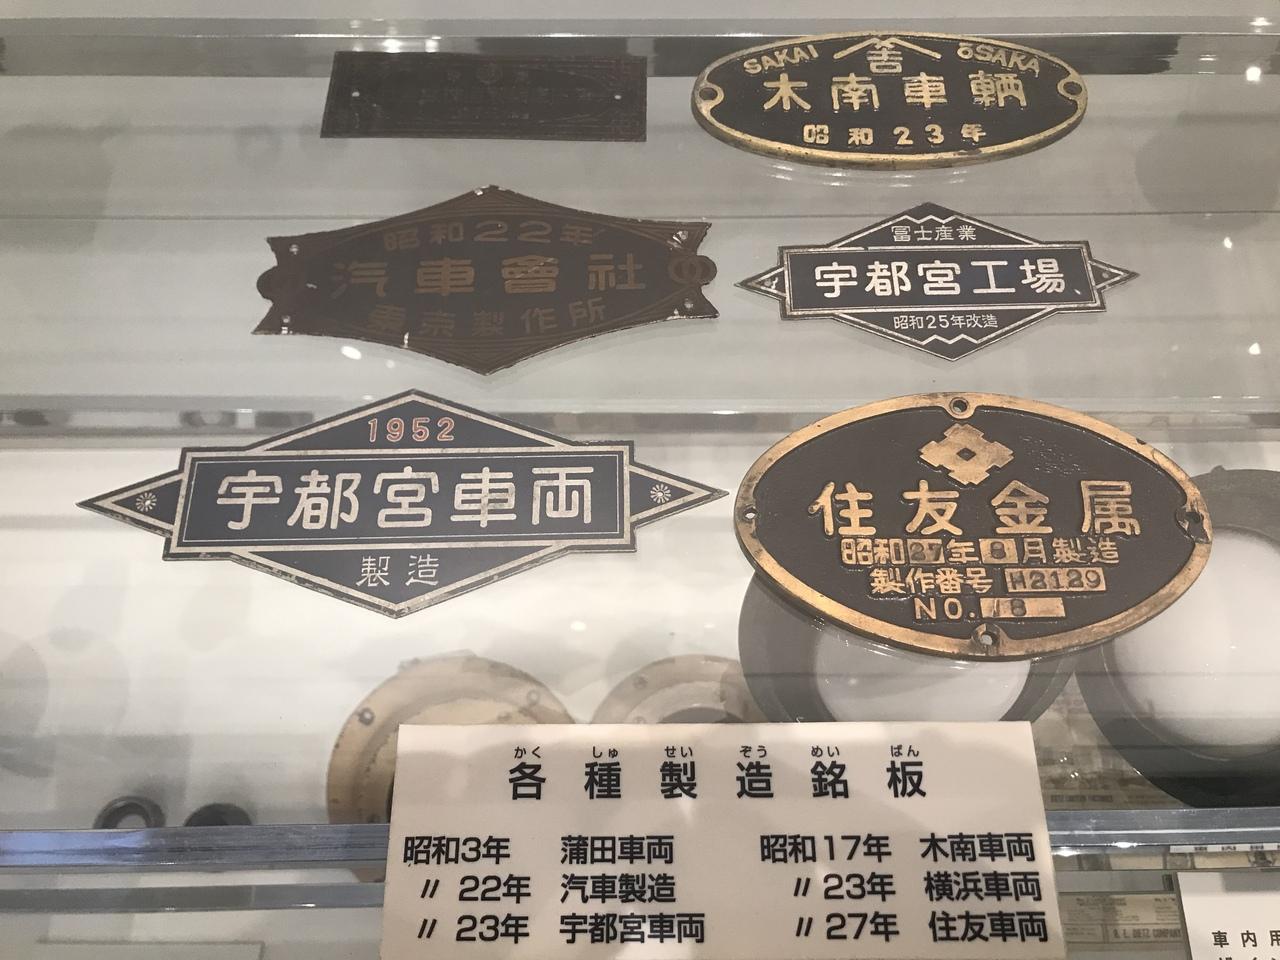 SAKAI 舎 ŌSAKA
木南車輌
昭和23年
昭和22年
汽車會社
東京製作所
富士産業
宇都宮工場
昭和25年改造
1952
宇都宮車両
製造
住友金属
昭和27年8月製造
製作番号 H2129
NO. 18
かくしゅせいぞうめいばん
各種製造銘板
昭和3年 蒲田車両 昭和17年 木南車両
〃22年 汽車製造 〃23年 横浜車両
〃23年 宇都宮車両 〃27年 住友車両
車内用